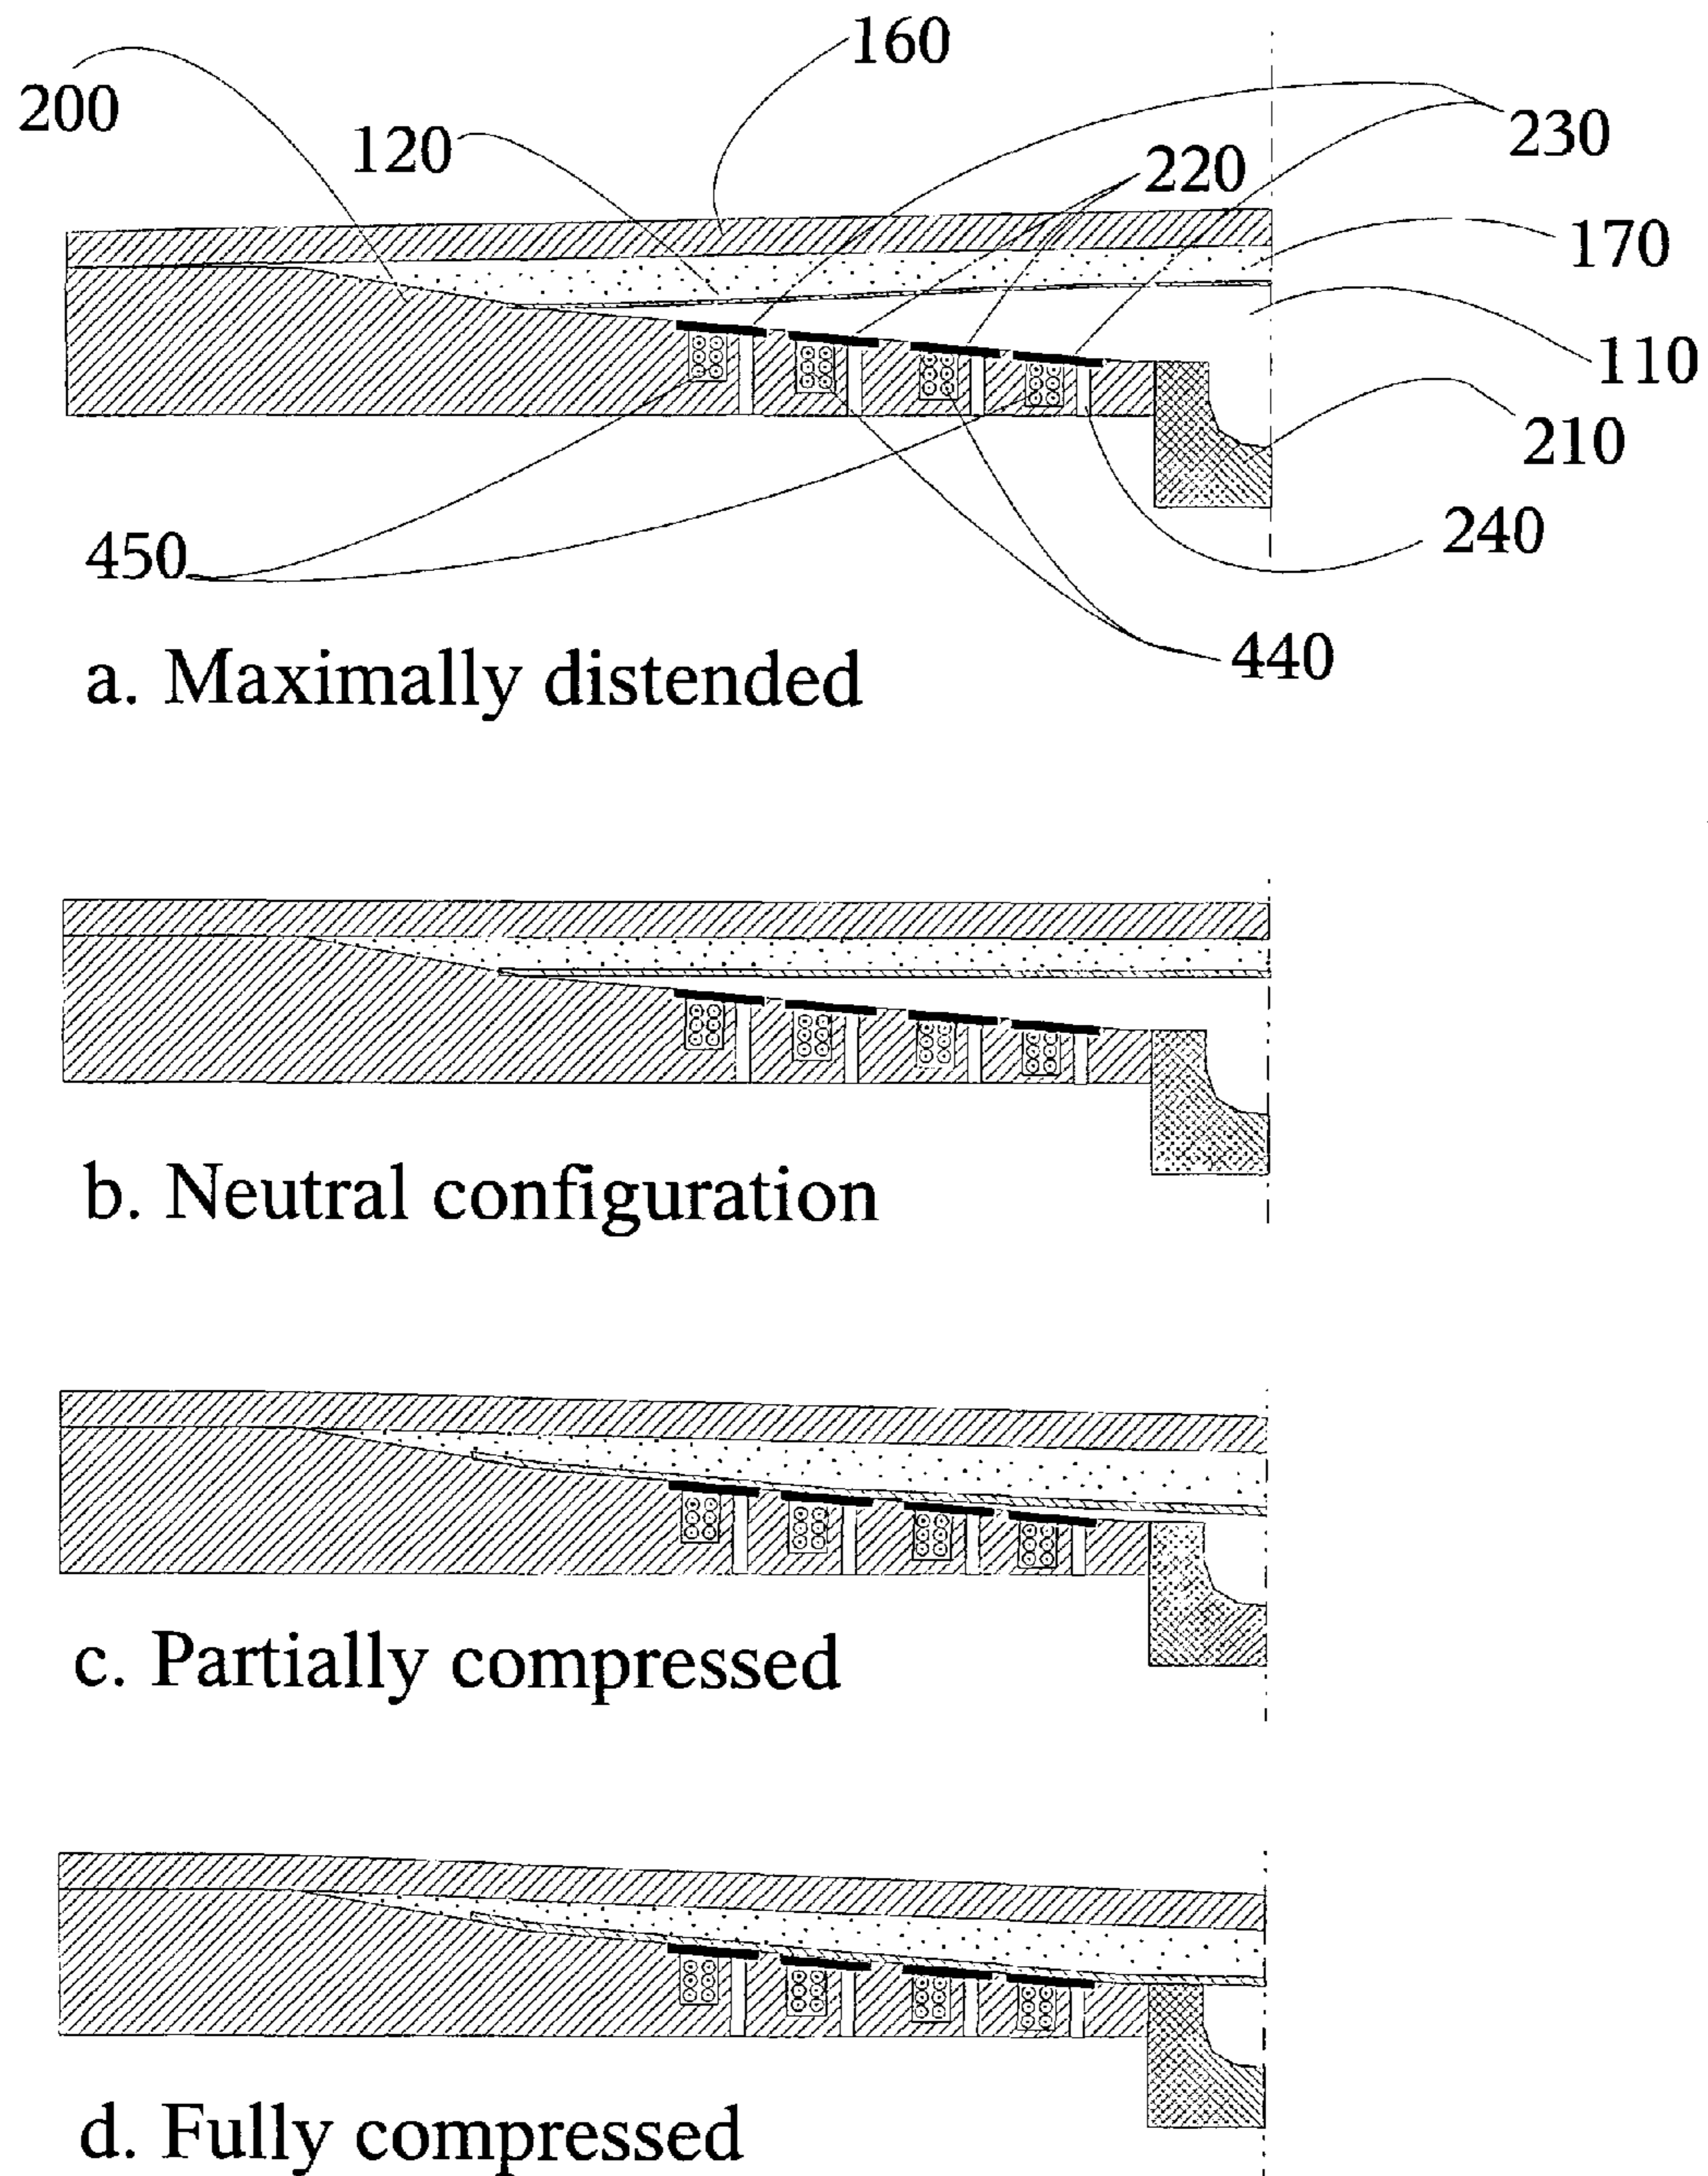 160
200
120
230
220
170
110
210
450
240
440
a. Maximally distended
b. Neutral configuration
c. Partially compressed
d. Fully compressed